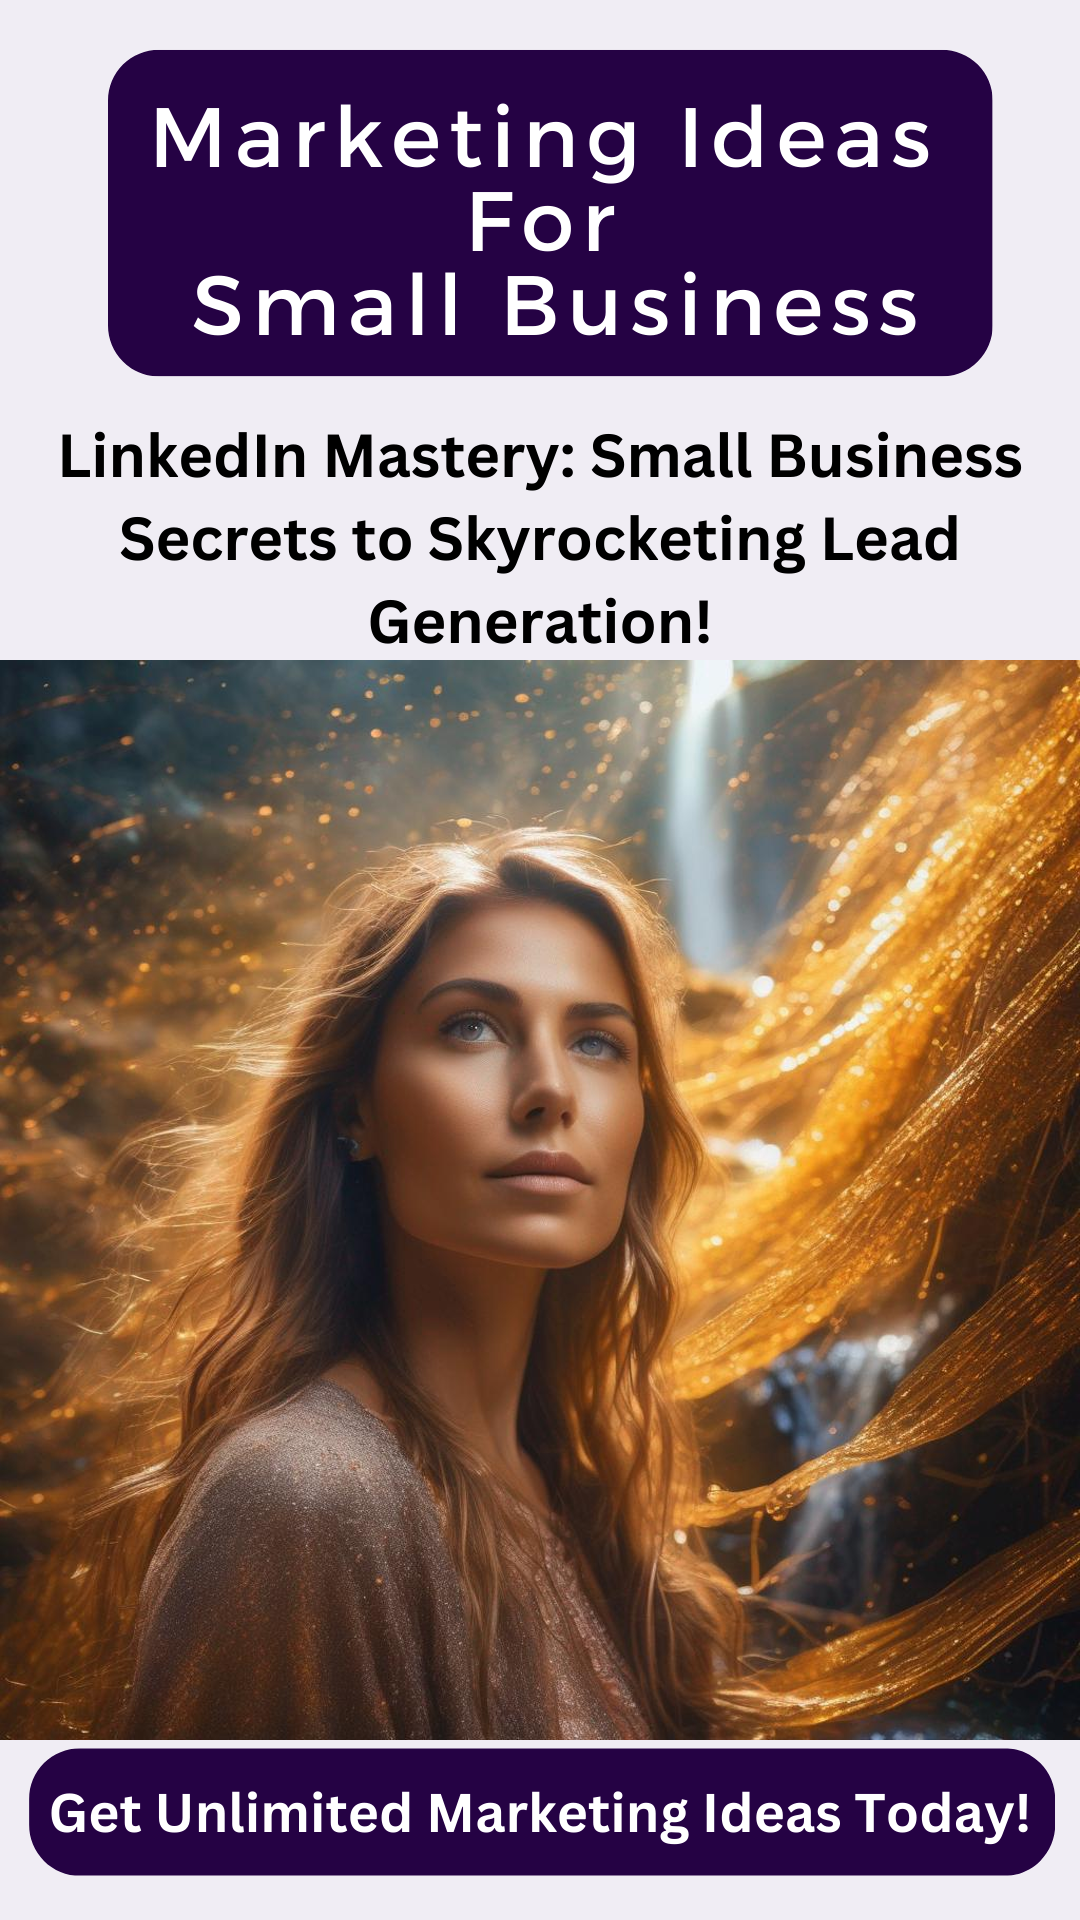 Marketing Ideas
For
Small Business
LinkedIn Mastery: Small Business
Secrets to Skyrocketing Lead
Generation!
Get Unlimited Marketing Ideas Today!